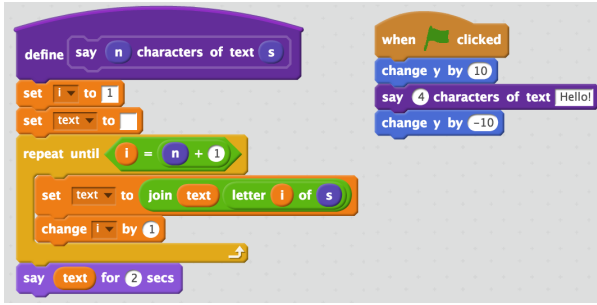 define say n characters of text s
set i to 1
set text to
repeat until i = n + 1
set text to join text letter i of s
change i by 1
say text for 2 secs
when clicked
change y by 10
say 4 characters of text Hello!
change y by -10